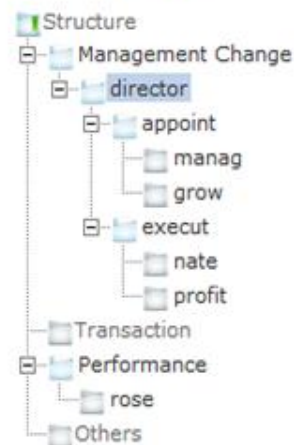 Structure
Management Change
director
appoint
manag
grow
execut
nate
profit
Transaction
Performance
rose
Others